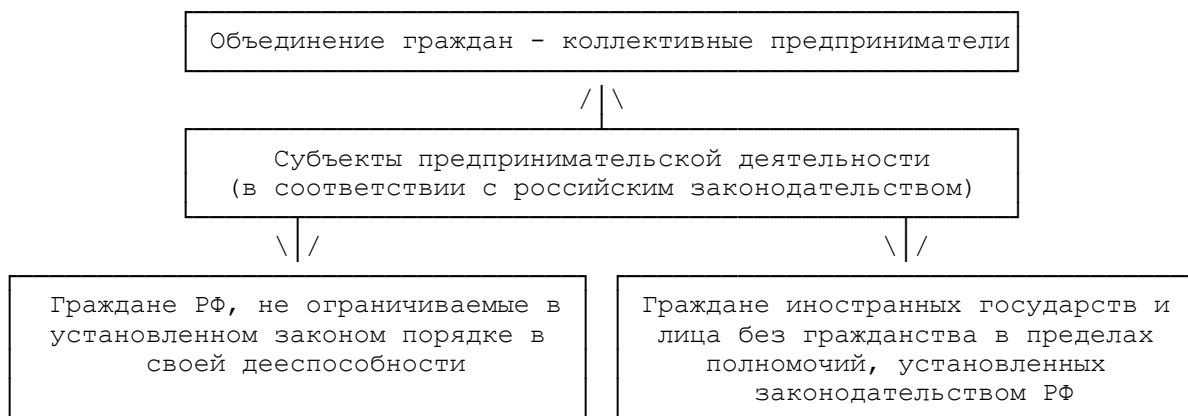 Объединение граждан - коллективные предприниматели
Субъекты предпринимательской деятельности
(в соответствии с российским законодательством)
Граждане РФ, не ограничиваемые в
установленном законом порядке в
своей дееспособности
Граждане иностранных государств и
лица без гражданства в пределах
полномочий, установленных
законодательством РФ